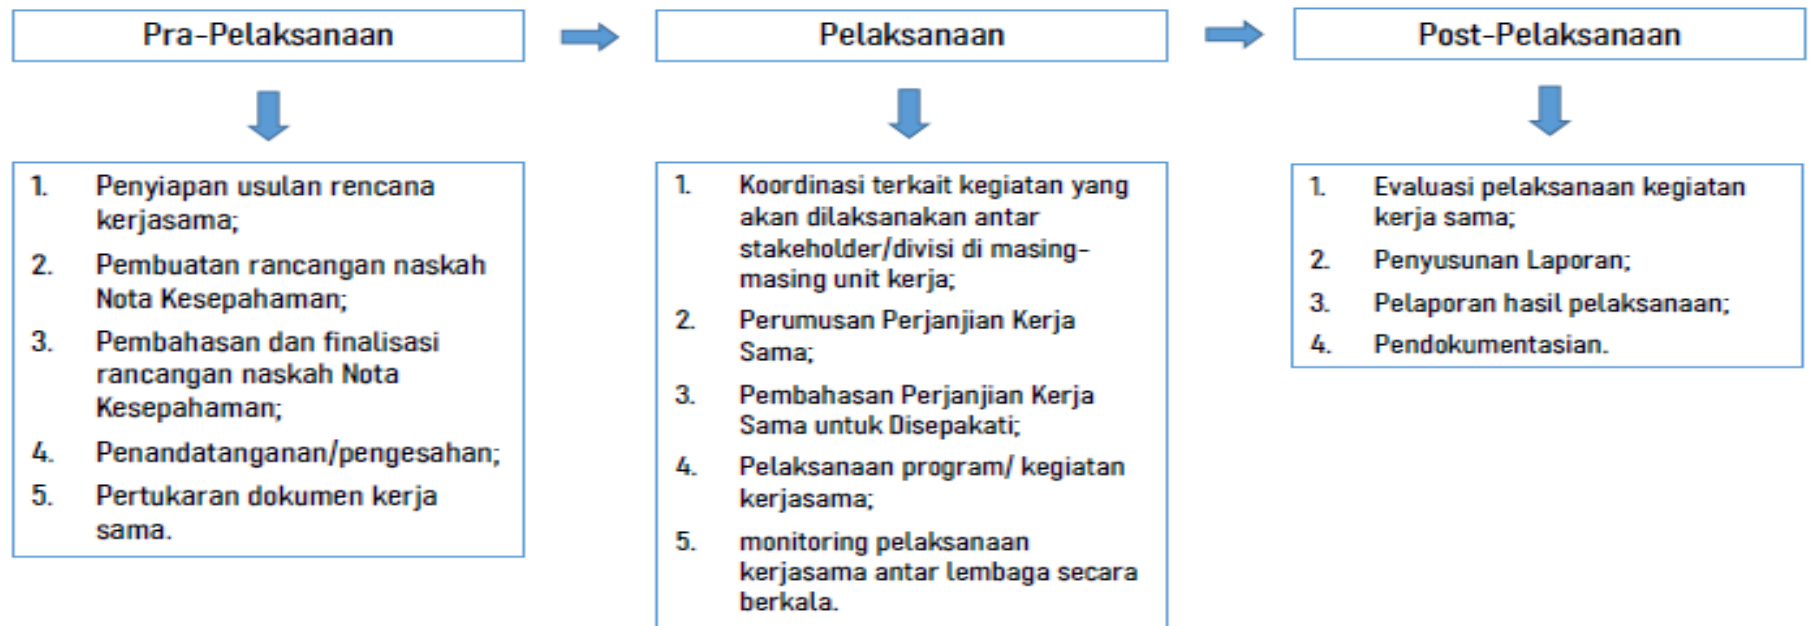 Pra-Pelaksanaan
Pelaksanaan
Post-Pelaksanaan
1. Penyiapan usulan rencana
kerjasama;
2. Pembuatan rancangan naskah
Nota Kesepahaman;
3. Pembahasan dan finalisasi
rancangan naskah Nota
Kesepahaman;
4. Penandatanganan/pengesahan;
5. Pertukaran dokumen kerja
sama.
1. Koordinasi terkait kegiatan yang
akan dilaksanakan antar
stakeholder/divisi di masing-
masing unit kerja;
2. Perumusan Perjanjian Kerja
Sama;
3. Pembahasan Perjanjian Kerja
Sama untuk Disepakati;
4. Pelaksanaan program/ kegiatan
kerjasama;
5. monitoring pelaksanaan
kerjasama antar lembaga secara
berkala.
1. Evaluasi pelaksanaan kegiatan
kerja sama;
2. Penyusunan Laporan;
3. Pelaporan hasil pelaksanaan;
4. Pendokumentasian.